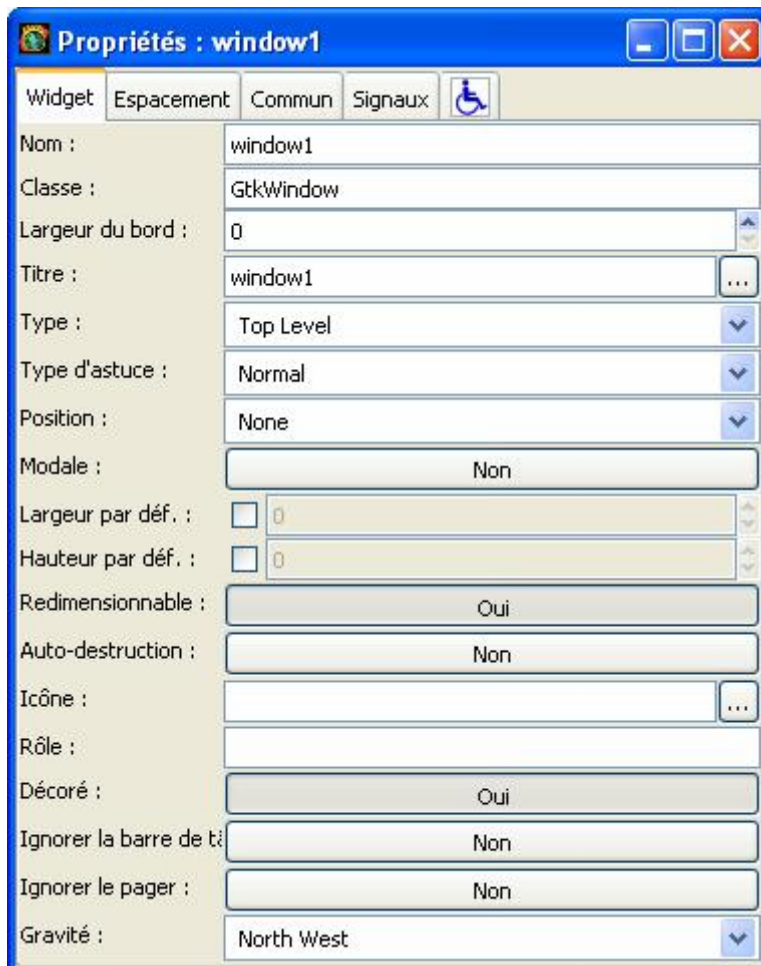 Propriétés : window1
Widget Espacement Commun Signaux
Nom : window1
Classe : GtkWindow
Largeur du bord : 0
Titre : window1 ...
Type : Top Level
Type d'astuce : Normal
Position : None
Modale : Non
Largeur par déf. : 0
Hauteur par déf. : 0
Redimensionnable : Oui
Auto-destruction : Non
Icône : ...
Rôle :
Décoré : Oui
Ignorer la barre de tâ Non
Ignorer le pager : Non
Gravité : North West